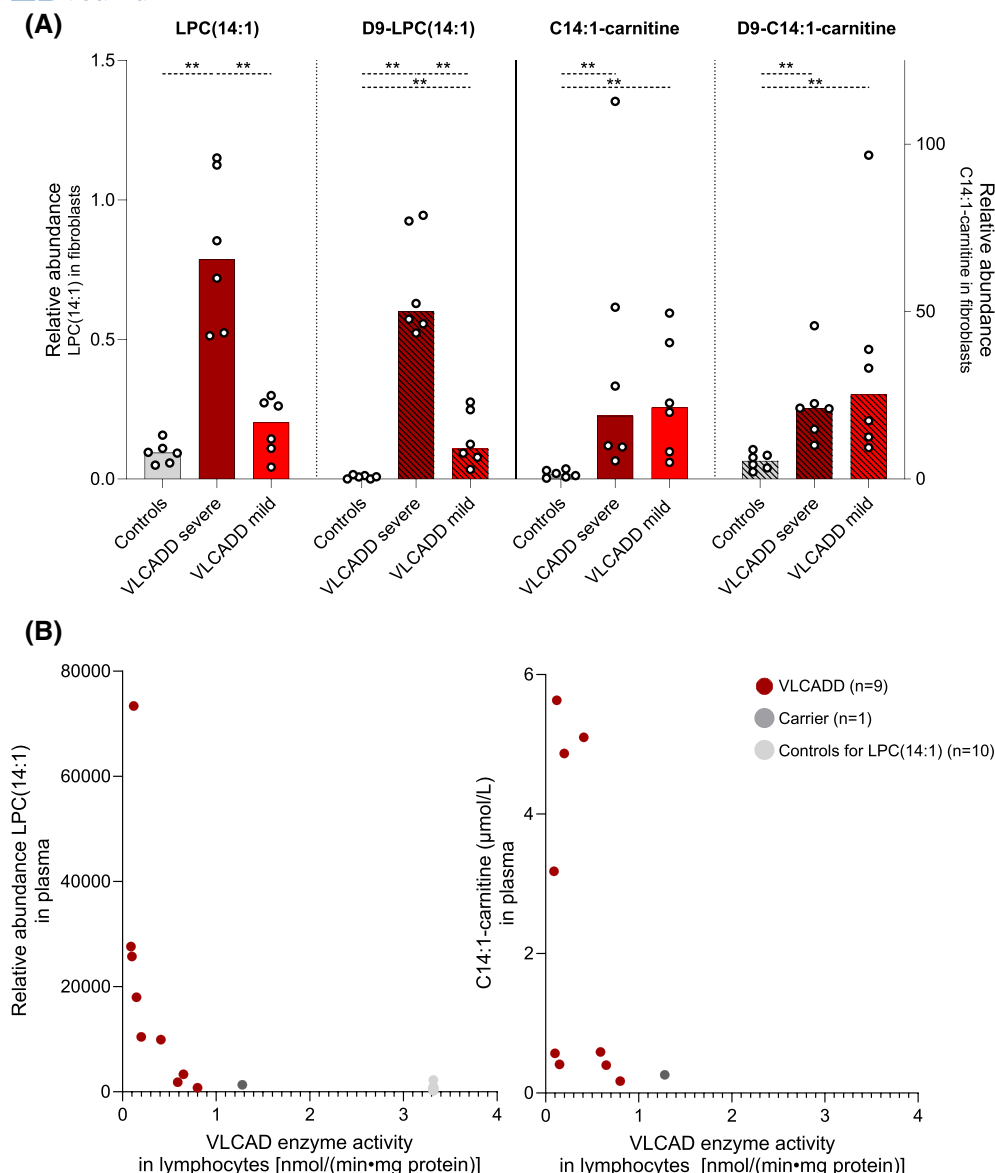 (A)
LPC(14:1) D9-LPC(14:1) C14:1-carnitine D9-C14:1-carnitine
** ** ** ** ** **
** ** **
1.5
1.0
0.5
0.0
100
50
0
Relative abundance
LPC(14:1) in fibroblasts
Relative abundance
C14:1-carnitine in fibroblasts
Controls VLCADD severe VLCADD mild Controls VLCADD severe VLCADD mild Controls VLCADD severe VLCADD mild Controls VLCADD severe VLCADD mild
(B)
80000
60000
40000
20000
0
Relative abundance LPC(14:1)
in plasma
0 1 2 3 4
VLCAD enzyme activity
in lymphocytes [nmol/(min•mg protein)]
6
4
2
0
C14:1-carnitine (µmol/L)
in plasma
0 1 2 3 4
VLCAD enzyme activity
in lymphocytes [nmol/(min•mg protein)]
VLCADD (n=9)
Carrier (n=1)
Controls for LPC(14:1) (n=10)